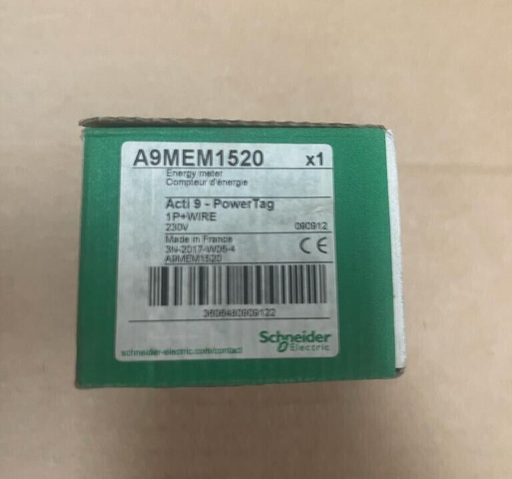 A9MEM1520 x1
Energy meter
Compteur d'énergie
Acti 9 - PowerTag
1P+WIRE
230V 090912
Made in France
3N-2017-W05-4
A9MEM1520
CE
3606480909122
Schneider
Electric
schneider-electric.com/contact